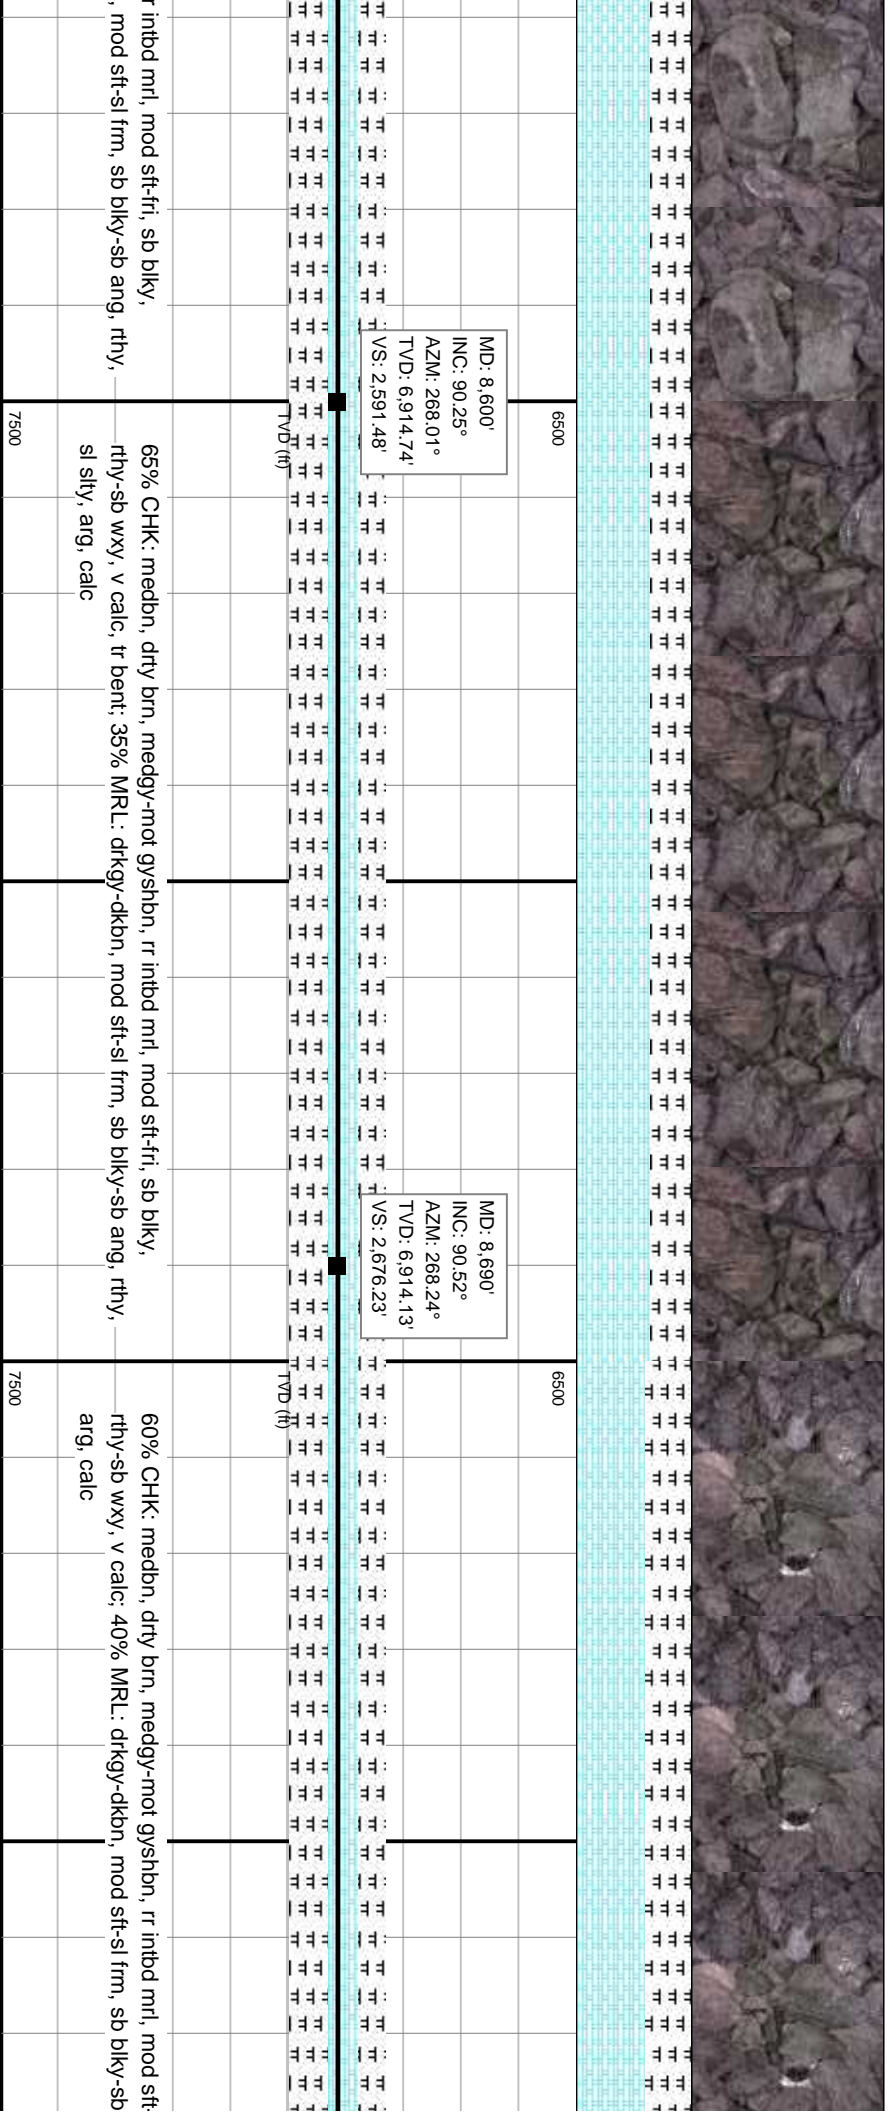 r intbd mrl, mod sft-fri, sb blky,
, mod sft-sl frm, sb blky-sb ang, rthy,
MD: 8,600'
INC: 90.25°
AZM: 268.01°
TVD: 6,914.74'
VS: 2,591.48'
6500
TVD (ft)
7500
65% CHK: medbn, drty brn, medgy-mot gyshbn, rr intbd mrl, mod sft-fri, sb blky,
rthy-sb wxy, v calc, tr bent; 35% MRL: drkgy-dkbn, mod sft-sl frm, sb blky-sb ang, rthy,
sl slty, arg, calc
MD: 8,690'
INC: 90.52°
AZM: 268.24°
TVD: 6,914.13'
VS: 2,676.23'
6500
TVD (ft)
7500
60% CHK: medbn, drty brn, medgy-mot gyshbn, rr intbd mrl, mod sft-
rthy-sb wxy, v calc; 40% MRL: drkgy-dkbn, mod sft-sl frm, sb blky-sb
arg, calc